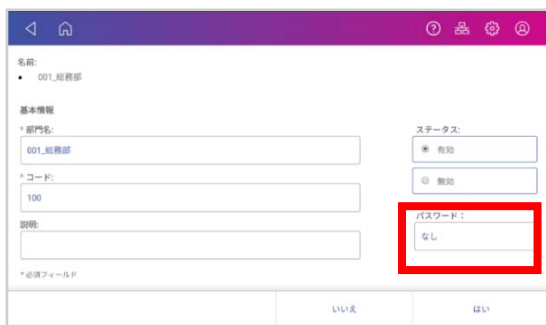 名前:
• 001_総務部
基本情報
* 部門名:
001_総務部
* コード:
100
説明:
* 必須フィールド
ステータス:
有効
無効
パスワード:
なし
いいえ
はい